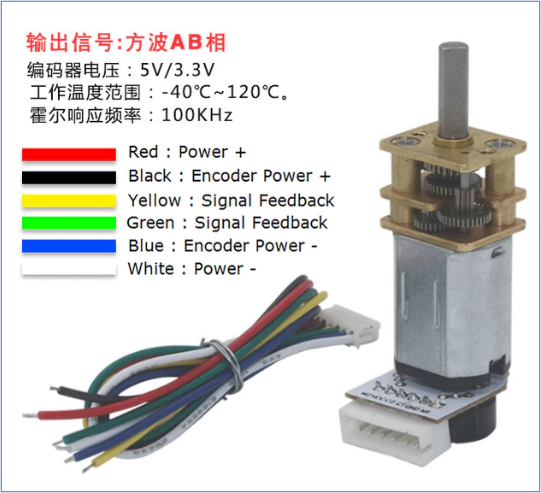 输出信号:方波AB相
编码器电压：5V/3.3V
工作温度范围：-40℃~120℃。
霍尔响应频率：100KHz
Red : Power +
Black : Encoder Power +
Yellow : Signal Feedback
Green : Signal Feedback
Blue : Encoder Power -
White : Power -